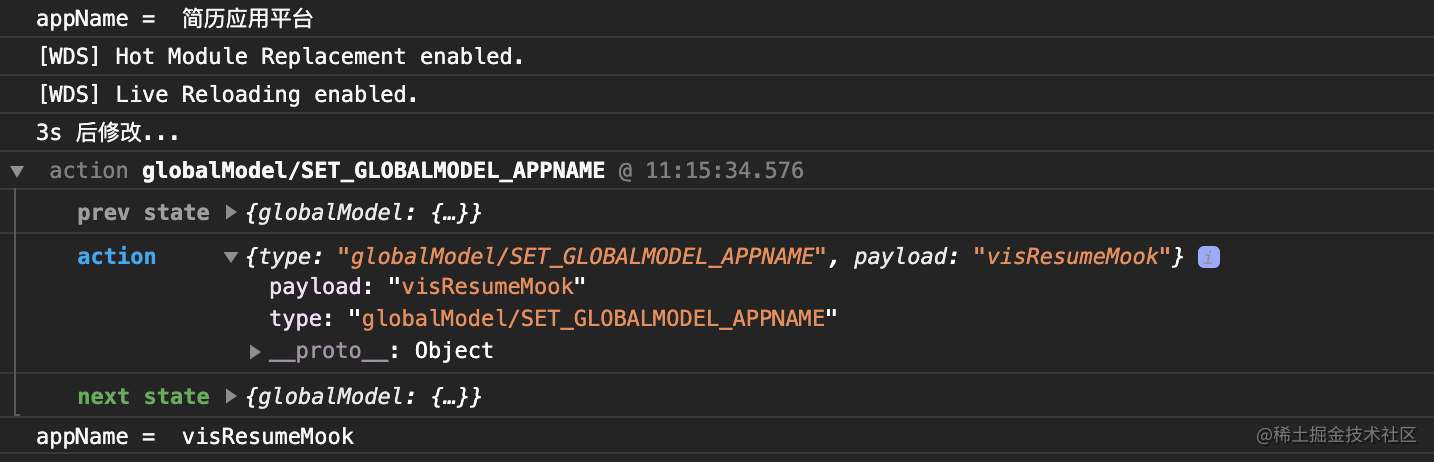 appName =  简历应用平台
[WDS] Hot Module Replacement enabled.
[WDS] Live Reloading enabled.
3s 后修改...
action globalModel/SET_GLOBALMODEL_APPNAME @ 11:15:34.576
prev state {globalModel: {…}}
action {type: "globalModel/SET_GLOBALMODEL_APPNAME", payload: "visResumeMook"} i
payload: "visResumeMook"
type: "globalModel/SET_GLOBALMODEL_APPNAME"
__proto__: Object
next state {globalModel: {…}}
appName =  visResumeMook
@稀土掘金技术社区